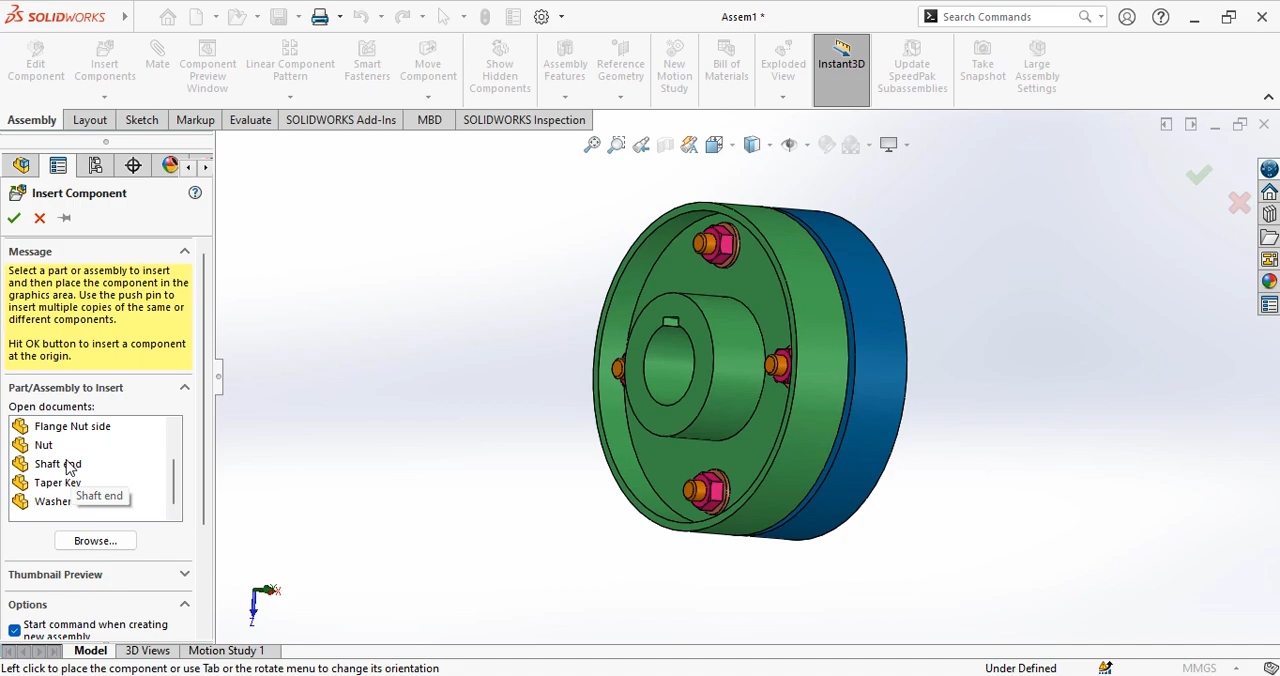 SOLIDWORKS
Assem1 *
Search Commands
Edit Component
Insert Components
Mate
Component Preview Window
Linear Component Pattern
Smart Fasteners
Move Component
Show Hidden Components
Assembly Features
Reference Geometry
New Motion Study
Bill of Materials
Exploded View
Instant3D
Update SpeedPak Subassemblies
Take Snapshot
Large Assembly Settings
Assembly
Layout
Sketch
Markup
Evaluate
SOLIDWORKS Add-Ins
MBD
SOLIDWORKS Inspection
Insert Component
Message
Select a part or assembly to insert
and then place the component in the
graphics area. Use the push pin to
insert multiple copies of the same or
different components.
Hit OK button to insert a component
at the origin.
Part/Assembly to Insert
Open documents:
Flange Nut side
Nut
Shaft end
Taper Key
Washer
Shaft end
Browse...
Thumbnail Preview
Options
Start command when creating
new assembly
X
Z
Model
3D Views
Motion Study 1
Left click to place the component or use Tab or the rotate menu to change its orientation
Under Defined
MMGS